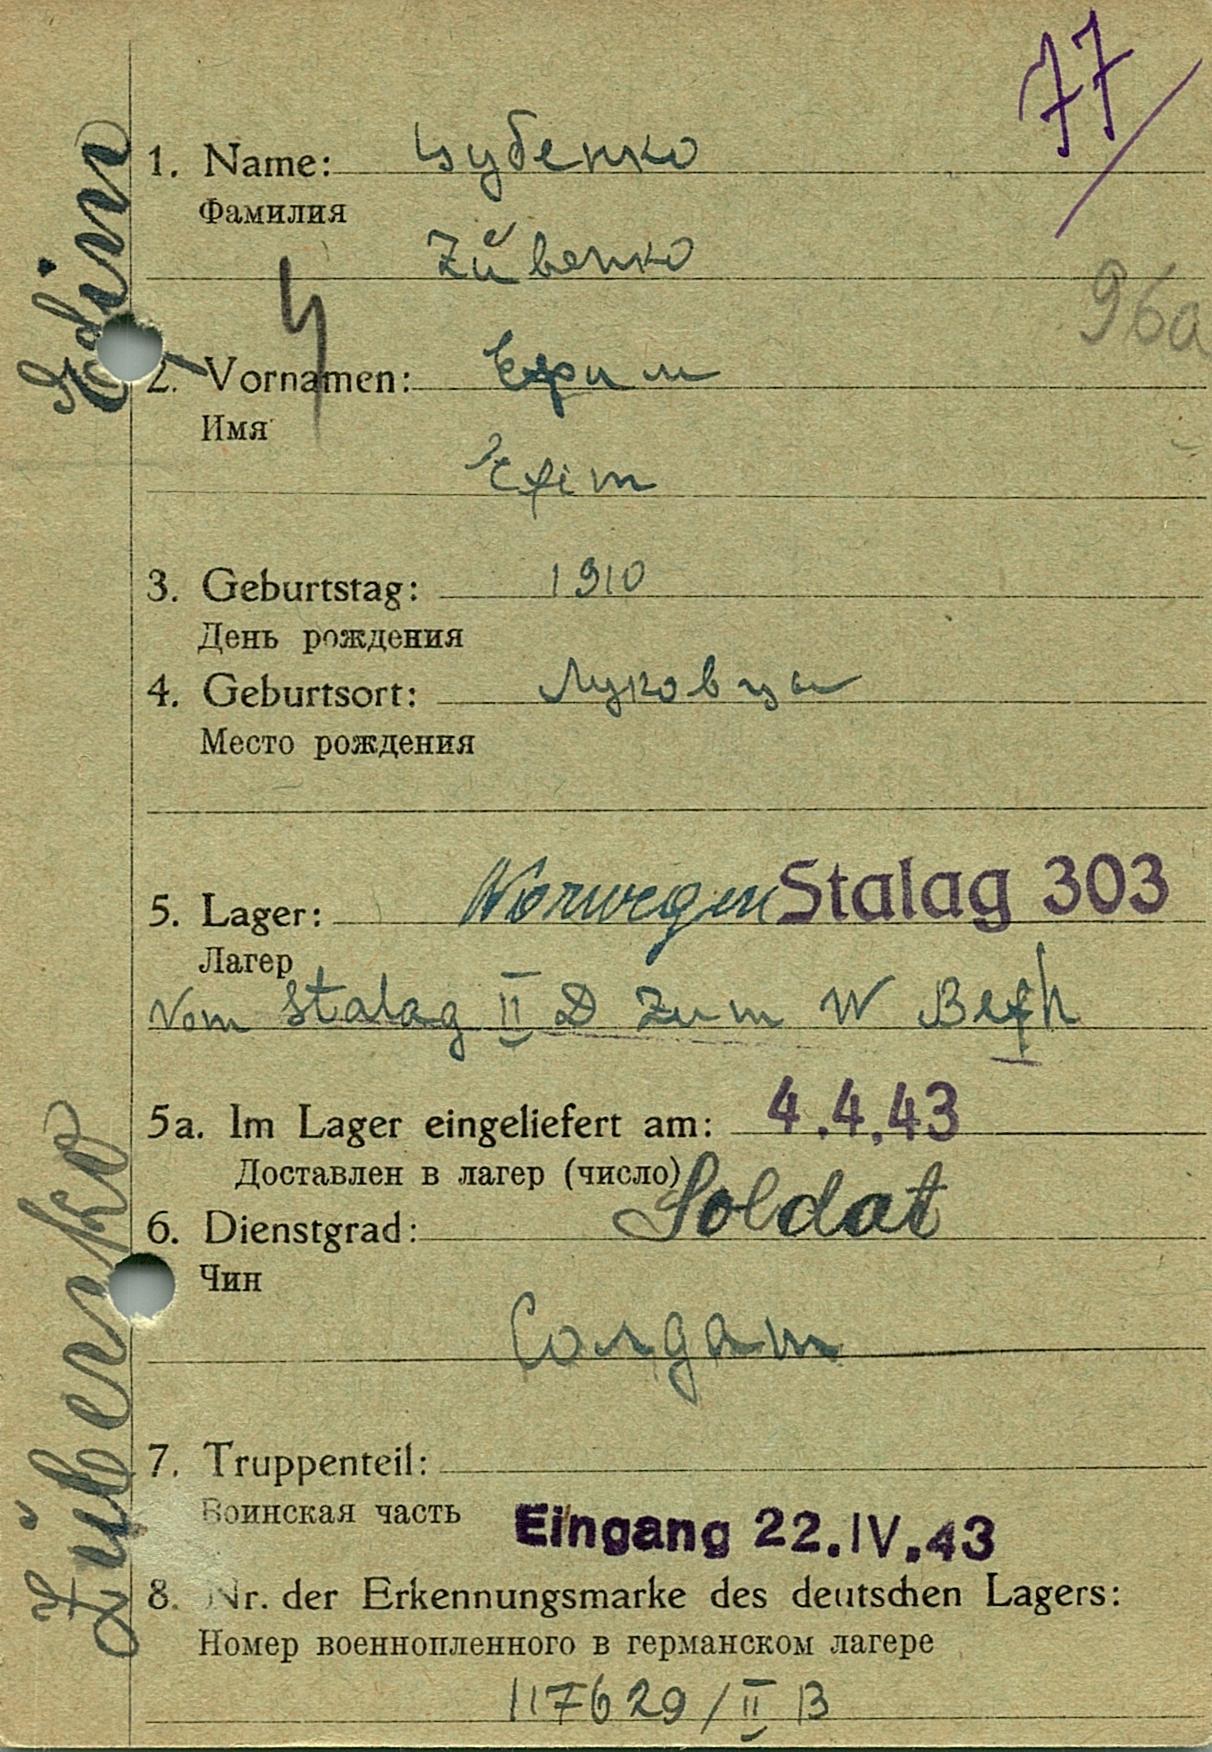 77
1. Name: Цубенко
Фамилия
Zübenko
96a
2. Vornamen: Ефим
Имя
Efim
3. Geburtstag: 1910
День рождения
4. Geburtsort: Луковцы
Место рождения
5. Lager: Norwegen Stalag 303
Лагер
Vom Stalag II D zum W Befh
5a. Im Lager eingeliefert am: 4.4.43
Доставлен в лагер (число)
6. Dienstgrad: Soldat
Чин
Солдат
7. Truppenteil:
Воинская часть
Eingang 22.IV.43
8. Nr. der Erkennungsmarke des deutschen Lagers:
Номер военнопленного в германском лагере
117629/II B
Zübenko Efim